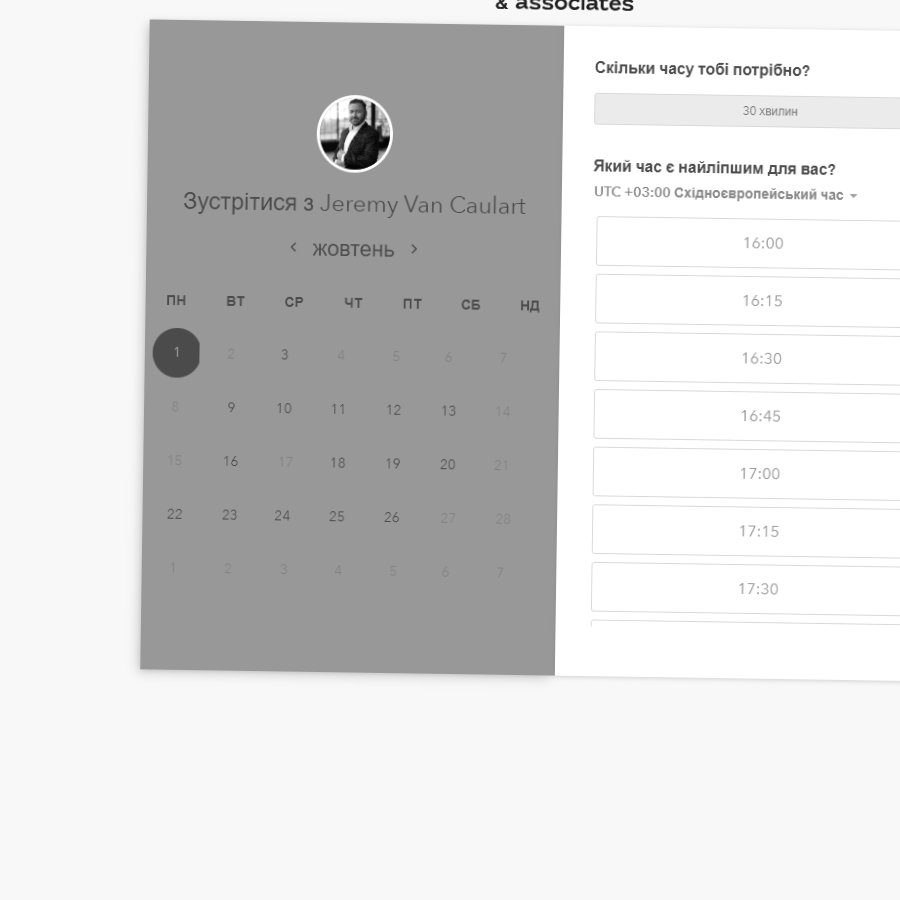 & associates
Зустрітися з Jeremy Van Caulart
жовтень
ПН ВТ СР ЧТ ПТ СБ НД
1 2 3 4 5 6 7
8 9 10 11 12 13 14
15 16 17 18 19 20 21
22 23 24 25 26 27 28
1 2 3 4 5 6 7
Скільки часу тобі потрібно?
30 хвилин
Який час є найліпшим для вас?
UTC +03:00 Східноєвропейський час
16:00
16:15
16:30
16:45
17:00
17:15
17:30